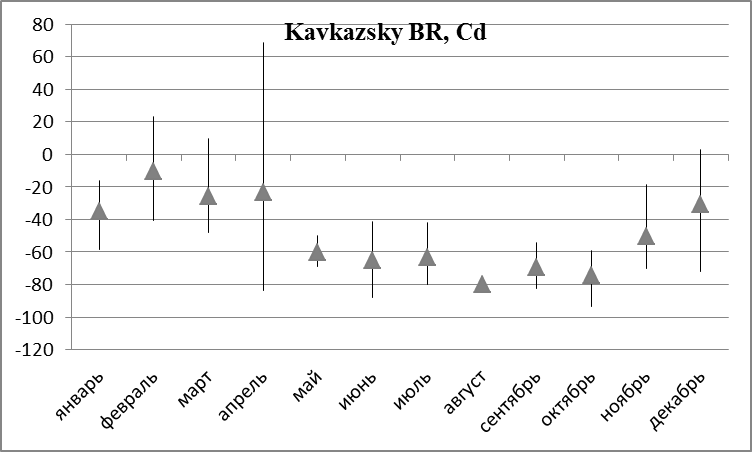 Kavkazsky BR, Cd
80
60
40
20
0
-20
-40
-60
-80
-100
-120
январь
февраль
март
апрель
май
июнь
июль
август
сентябрь
октябрь
ноябрь
декабрь